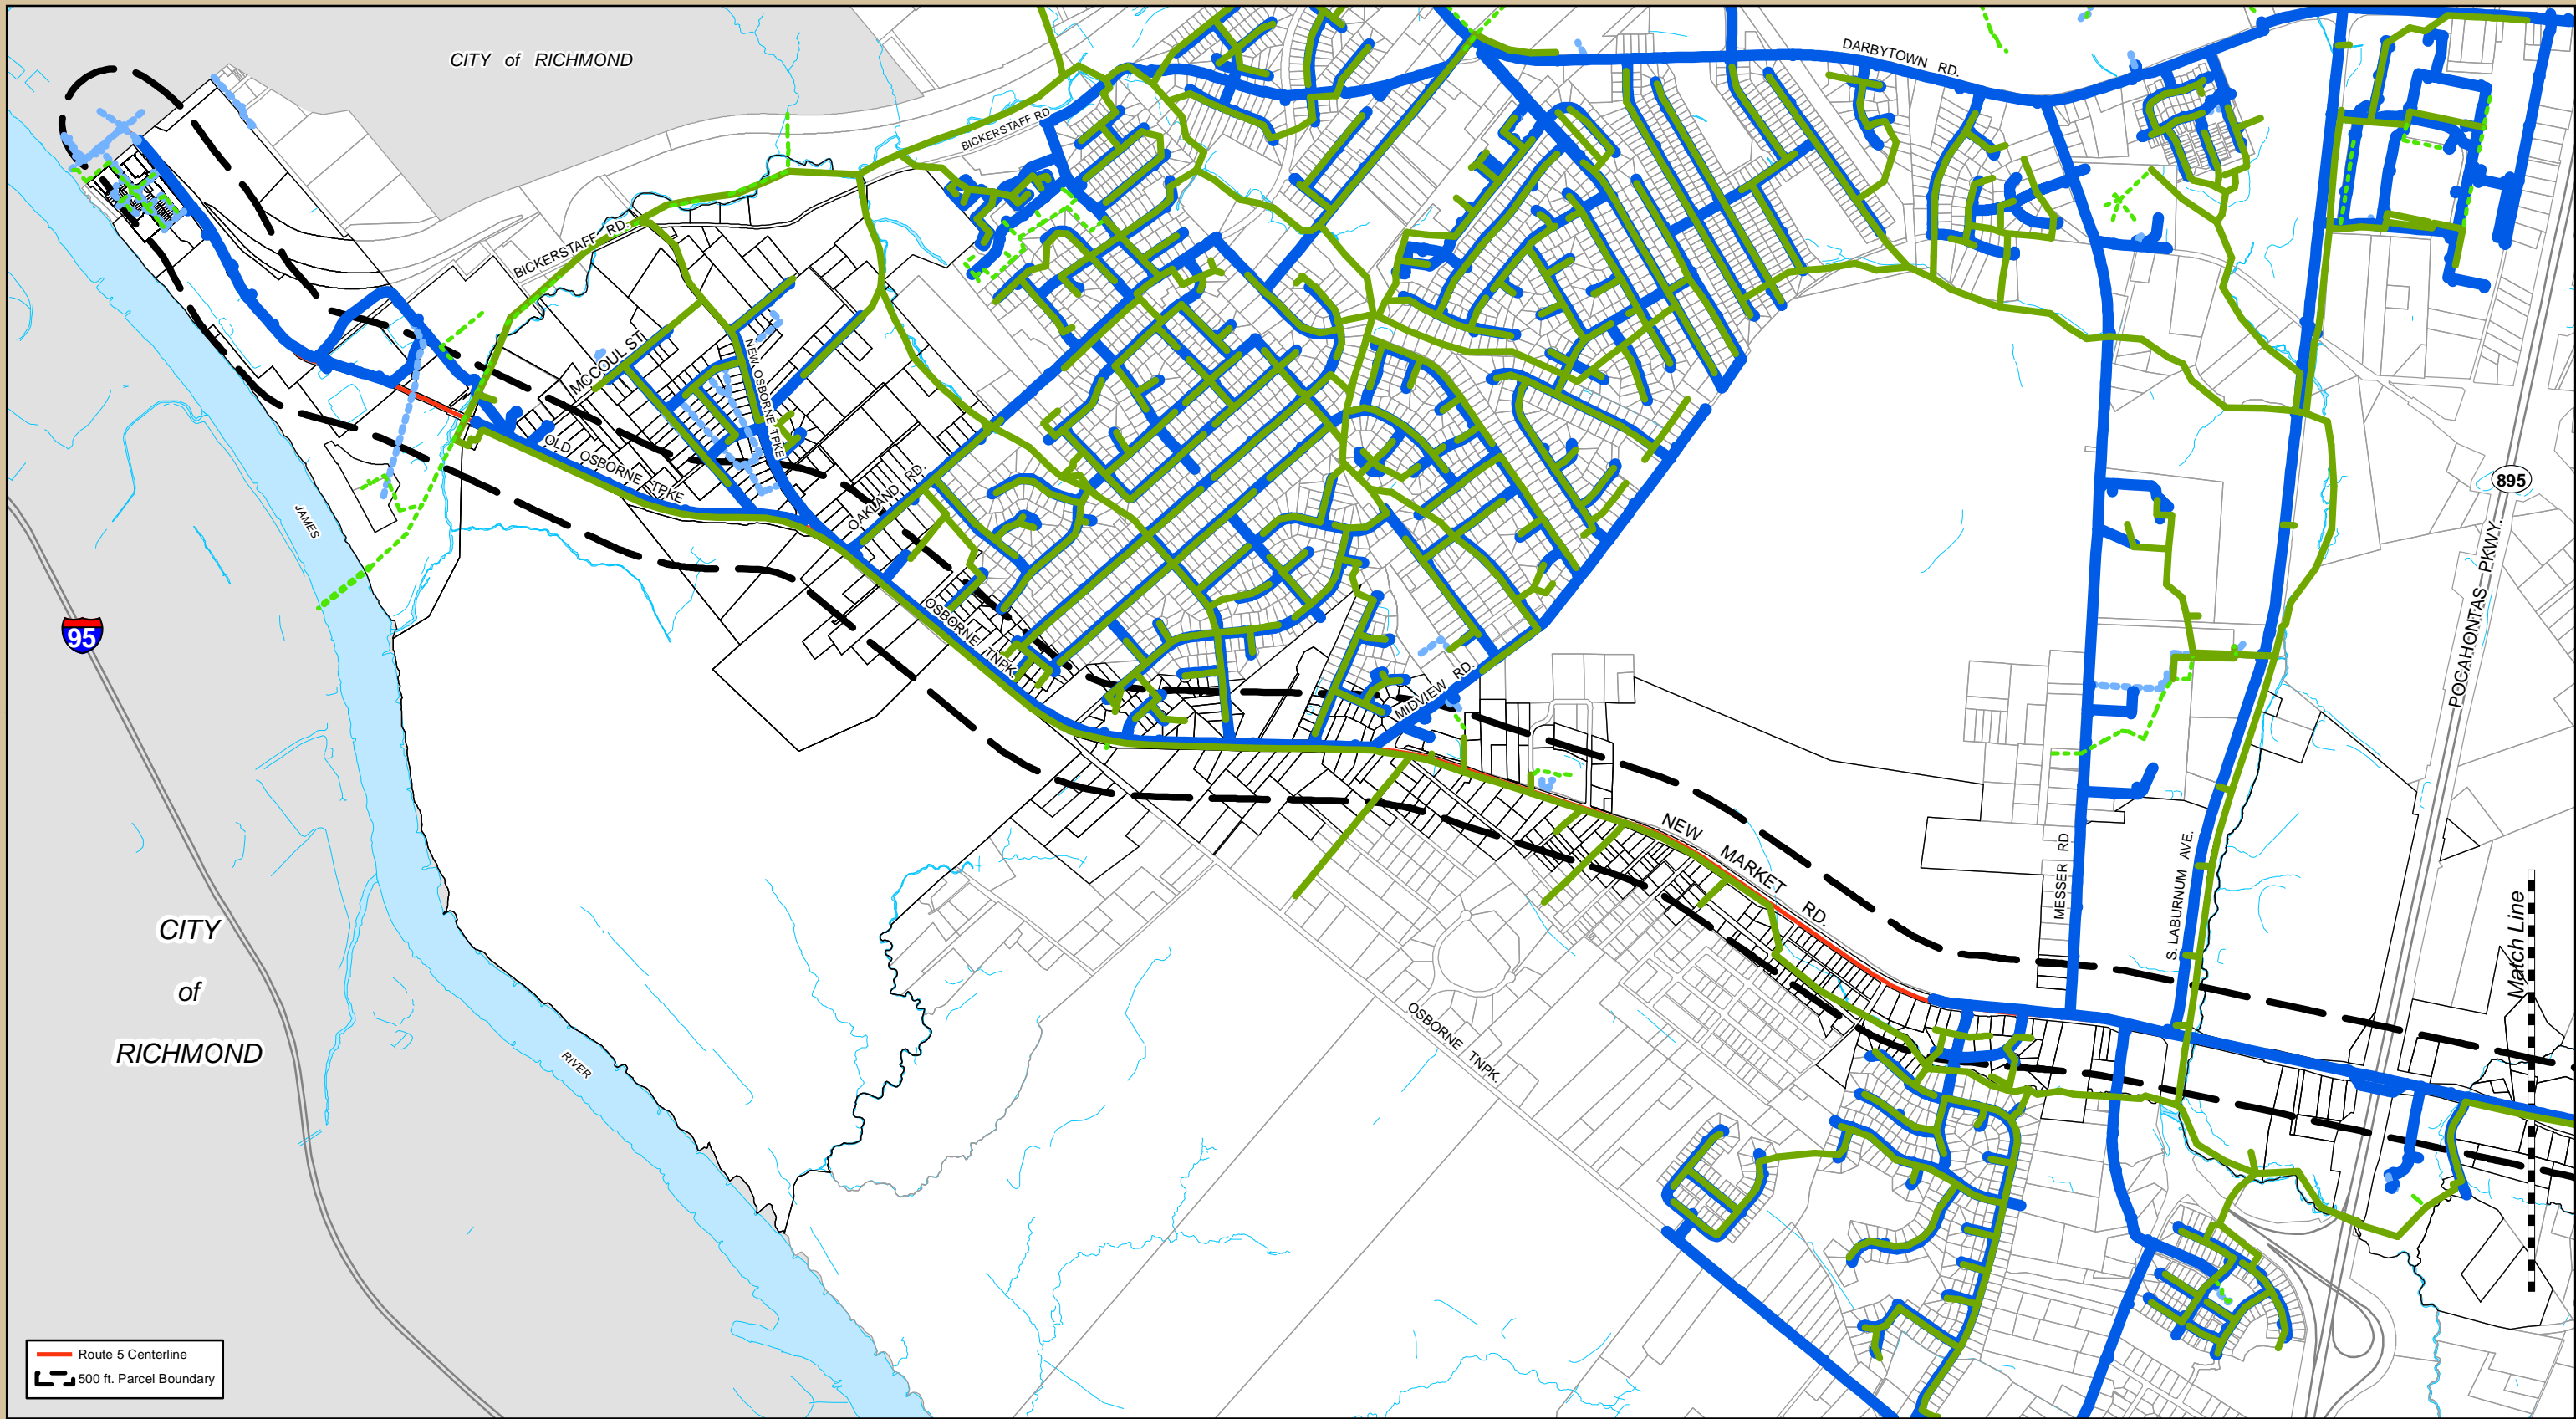 CITY of RICHMOND
DARBYTOWN RD.
BICKERSTAFF RD
BICKERSTAFF RD.
MCCOUL ST
NEW OSBORNE TPKE
OLD OSBORNE TPKE
OAKLAND RD.
895
JAMES
POCAHONTAS PKWY.
OSBORNE TNPK.
95
MIDVIEW RD.
NEW MARKET RD.
MESSER RD
S. LABURNUM AVE.
Match Line
CITY
of
RICHMOND
OSBORNE TNPK.
RIVER
Route 5 Centerline
500 ft. Parcel Boundary